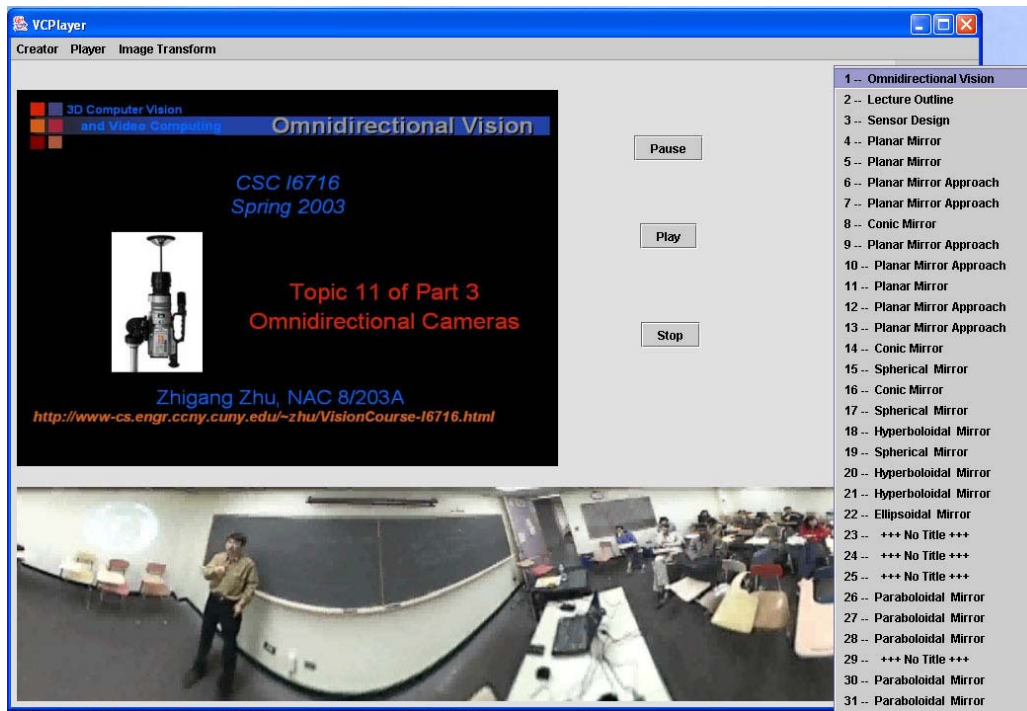 VCPlayer
Creator Player Image Transform
3D Computer Vision
and Video Computing
Omnidirectional Vision
CSC I6716
Spring 2003
Topic 11 of Part 3
Omnidirectional Cameras
Zhigang Zhu, NAC 8/203A
http://www-cs.engr.ccny.cuny.edu/~zhu/VisionCourse-I6716.html
Pause
Play
Stop
1 -- Omnidirectional Vision
2 -- Lecture Outline
3 -- Sensor Design
4 -- Planar Mirror
5 -- Planar Mirror
6 -- Planar Mirror Approach
7 -- Planar Mirror Approach
8 -- Conic Mirror
9 -- Planar Mirror Approach
10 -- Planar Mirror Approach
11 -- Planar Mirror
12 -- Planar Mirror Approach
13 -- Planar Mirror Approach
14 -- Conic Mirror
15 -- Spherical Mirror
16 -- Conic Mirror
17 -- Spherical Mirror
18 -- Hyperboloidal Mirror
19 -- Spherical Mirror
20 -- Hyperboloidal Mirror
21 -- Hyperboloidal Mirror
22 -- Ellipsoidal Mirror
23 -- +++ No Title +++
24 -- +++ No Title +++
25 -- +++ No Title +++
26 -- Paraboloidal Mirror
27 -- Paraboloidal Mirror
28 -- Paraboloidal Mirror
29 -- +++ No Title +++
30 -- Paraboloidal Mirror
31 -- Paraboloidal Mirror